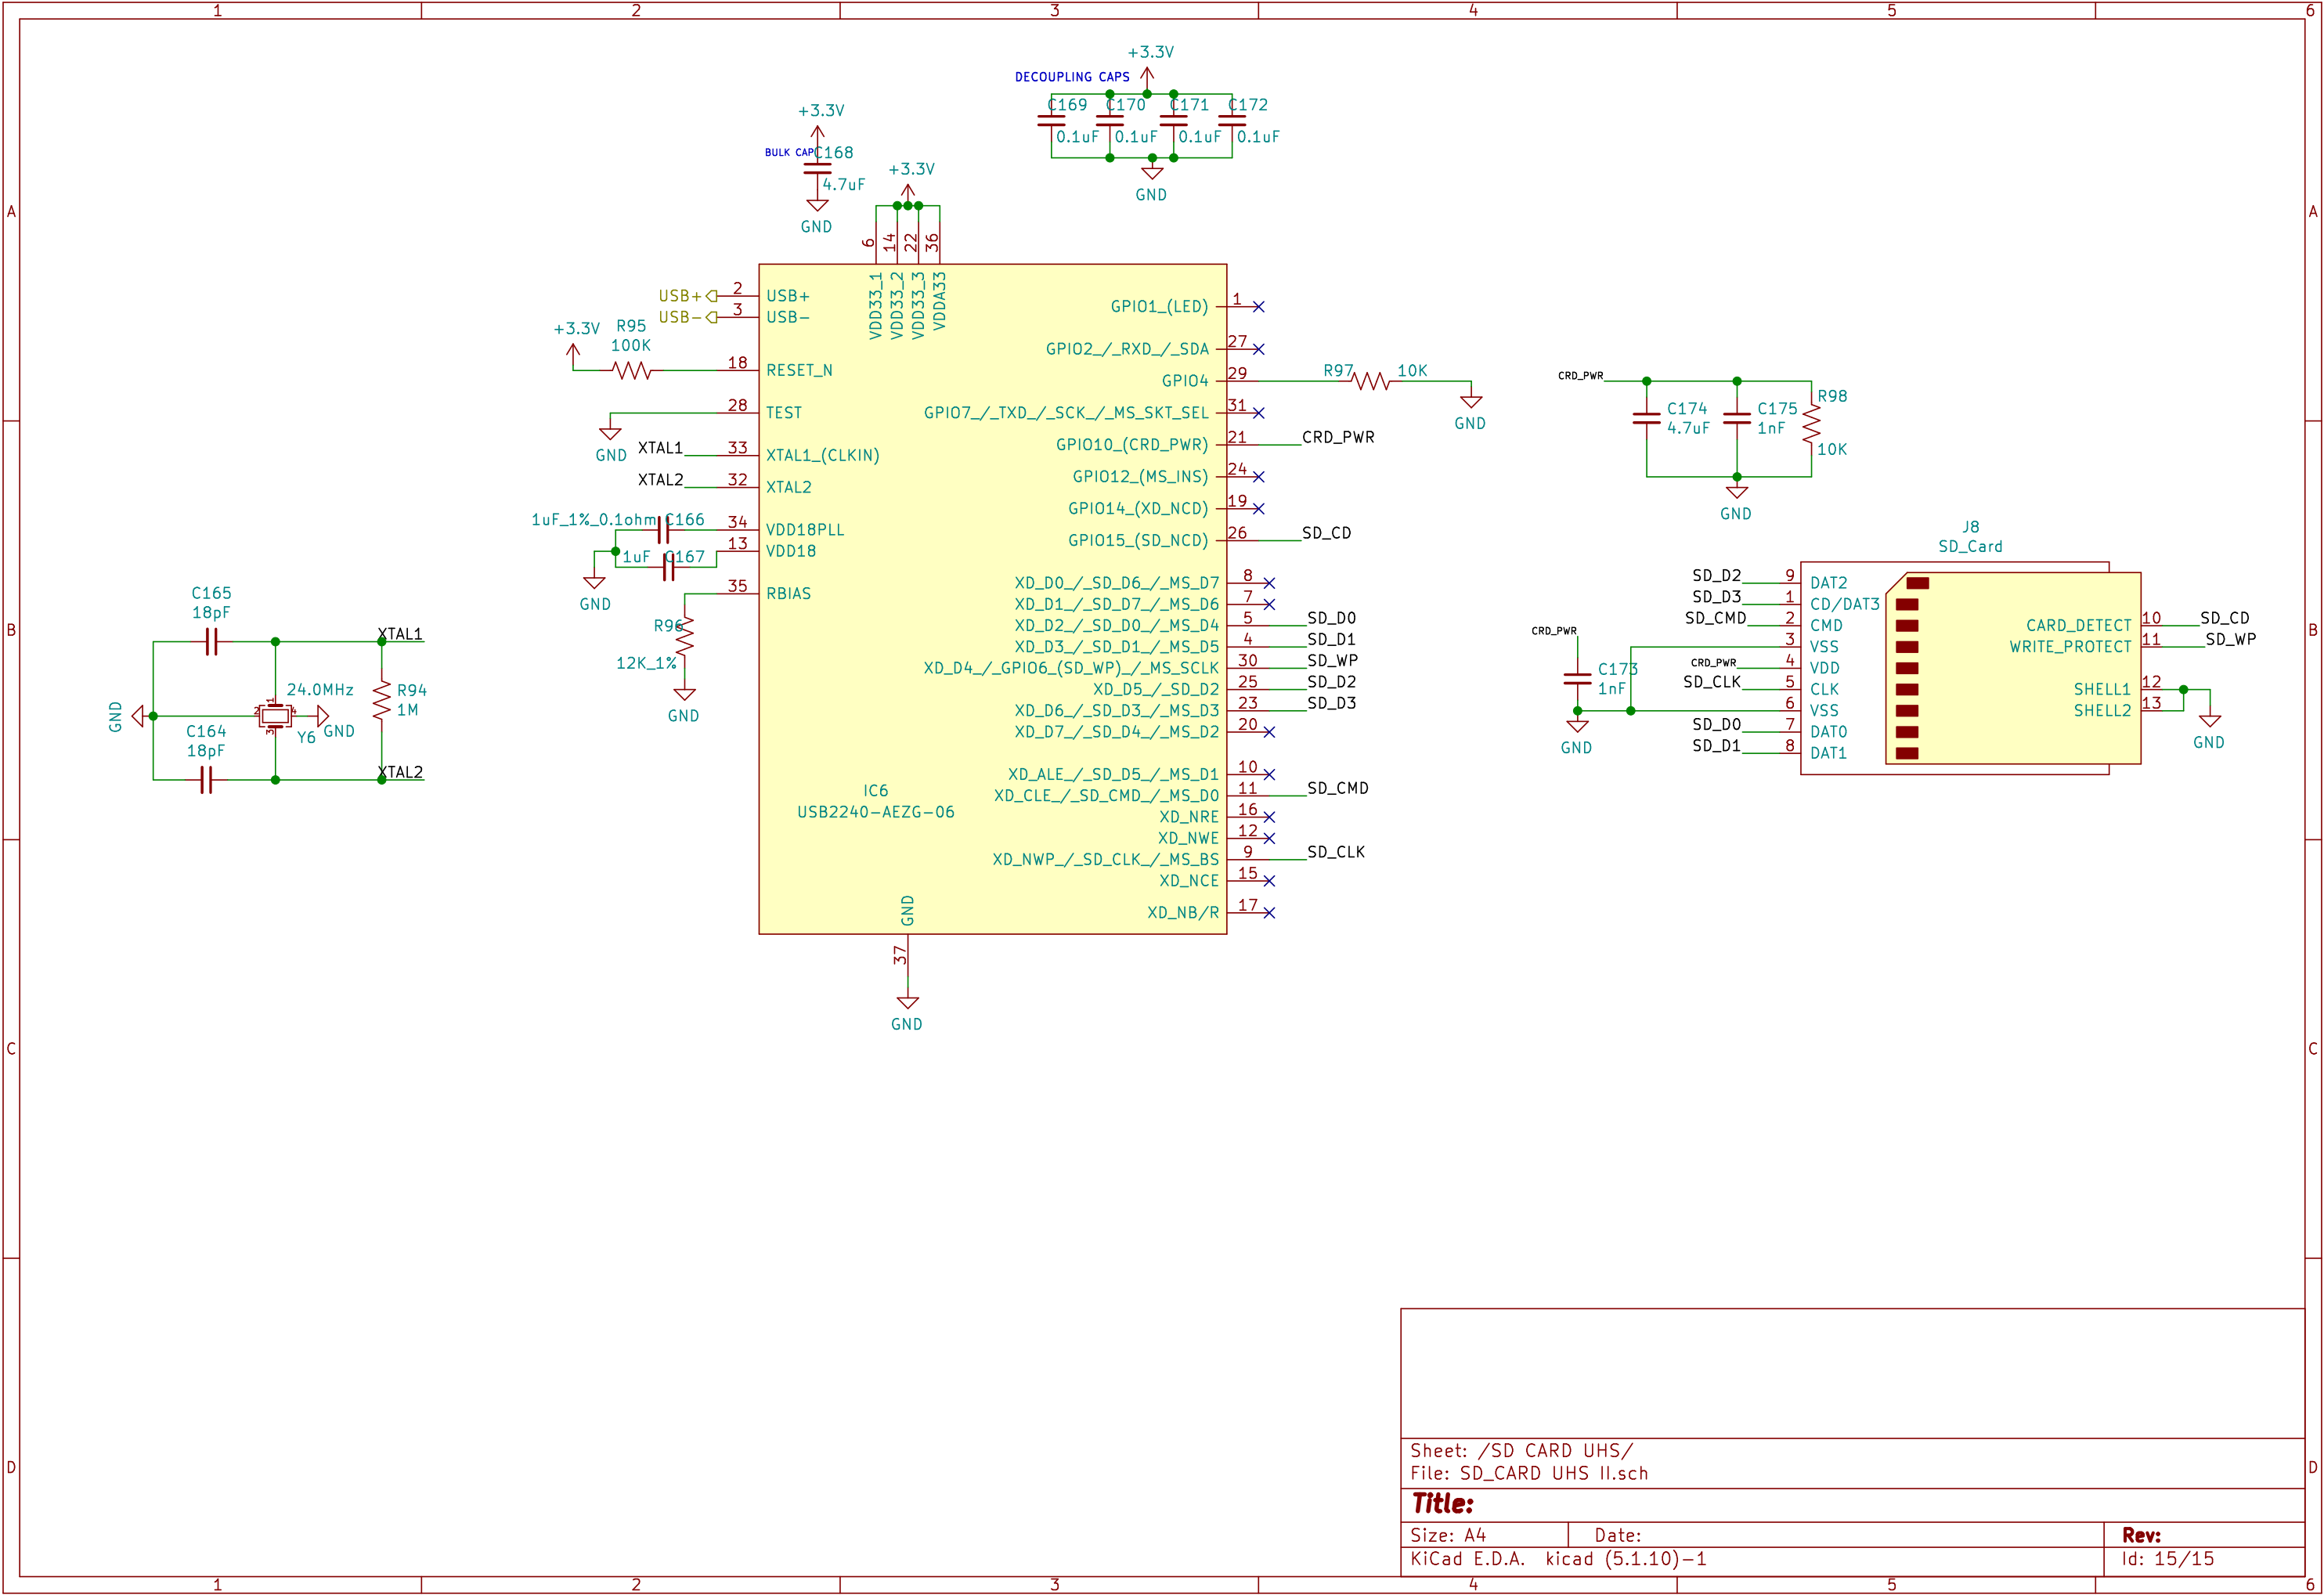 1 2 3 4 5 6
+3.3V
DECOUPLING CAPS
C169 C170 C171 C172
0.1uF 0.1uF 0.1uF 0.1uF
GND
+3.3V
BULK CAP
C168
4.7uF
GND
+3.3V
A A
6 14 22 36
VDD33_1 VDD33_2 VDD33_3 VDDA33
USB+ 2 USB+
USB- 3 USB-
+3.3V
R95
100K
18 RESET_N
28 TEST
GND
XTAL1 33 XTAL1_(CLKIN)
XTAL2 32 XTAL2
1uF_1%_0.1ohm C166 34 VDD18PLL
13 VDD18
1uF C167
GND
35 RBIAS
R96
12K_1%
GND
GPIO1_(LED) 1
GPIO2_/_RXD_/_SDA 27
GPIO4 29
R97 10K
GND
GPIO7_/_TXD_/_SCK_/_MS_SKT_SEL 31
GPIO10_(CRD_PWR) 21 CRD_PWR
GPIO12_(MS_INS) 24
GPIO14_(XD_NCD) 19
GPIO15_(SD_NCD) 26 SD_CD
XD_D0_/_SD_D6_/_MS_D7 8
XD_D1_/_SD_D7_/_MS_D6 7
XD_D2_/_SD_D0_/_MS_D4 5 SD_D0
XD_D3_/_SD_D1_/_MS_D5 4 SD_D1
XD_D4_/_GPIO6_(SD_WP)_/_MS_SCLK 30 SD_WP
XD_D5_/_SD_D2 25 SD_D2
XD_D6_/_SD_D3_/_MS_D3 23 SD_D3
XD_D7_/_SD_D4_/_MS_D2 20
XD_ALE_/_SD_D5_/_MS_D1 10
XD_CLE_/_SD_CMD_/_MS_D0 11 SD_CMD
XD_NRE 16
XD_NWE 12
XD_NWP_/_SD_CLK_/_MS_BS 9 SD_CLK
XD_NCE 15
XD_NB/R 17
IC6
USB2240-AEZG-06
GND
37
GND
B B
C165
18pF
XTAL1
24.0MHz
R94
1M
1 2 3 4
GND
GND
Y6
C164
18pF
XTAL2
CRD_PWR
C174
4.7uF
C175
1nF
R98
10K
GND
J8
SD_Card
SD_D2 9 DAT2
SD_D3 1 CD/DAT3
SD_CMD 2 CMD
3 VSS
CRD_PWR 4 VDD
SD_CLK 5 CLK
6 VSS
SD_D0 7 DAT0
SD_D1 8 DAT1
CARD_DETECT 10 SD_CD
WRITE_PROTECT 11 SD_WP
SHELL1 12
SHELL2 13
GND
CRD_PWR
C173
1nF
GND
C C
D D
Sheet: /SD CARD UHS/
File: SD_CARD UHS II.sch
Title:
Size: A4 Date: Rev:
KiCad E.D.A. kicad (5.1.10)-1 Id: 15/15
1 2 3 4 5 6